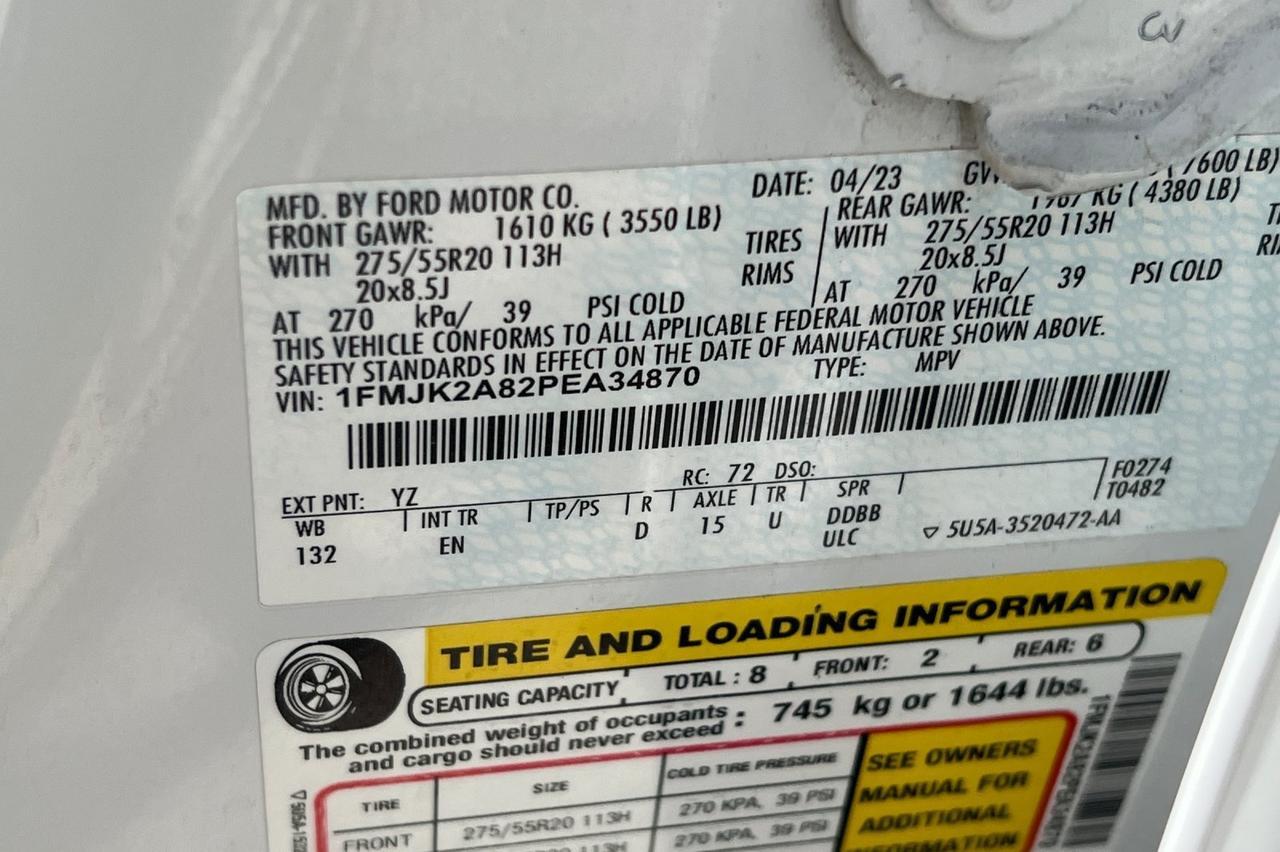 CV
MFD. BY FORD MOTOR CO. DATE: 04/23 7600 LB)
FRONT GAWR: 1610 KG ( 3550 LB) REAR GAWR: KG ( 4380 LB)
WITH 275/55R20 113H TIRES WITH 275/55R20 113H
20x8.5J RIMS 20x8.5J
AT 270 kPa/ 39 PSI COLD AT 270 kPa/ 39 PSI COLD
THIS VEHICLE CONFORMS TO ALL APPLICABLE FEDERAL MOTOR VEHICLE
SAFETY STANDARDS IN EFFECT ON THE DATE OF MANUFACTURE SHOWN ABOVE.
VIN: 1FMJK2A82PEA34870 TYPE: MPV
EXT PNT: YZ RC: 72 DSO: F0274
WB INT TR TP/PS R AXLE TR SPR T0482
132 EN D 15 U DDBB
ULC 5U5A-3520472-AA
TIRE AND LOADING INFORMATION
SEATING CAPACITY TOTAL : 8 FRONT: 2 REAR: 6
The combined weight of occupants : 745 kg or 1644 lbs.
and cargo should never exceed
TIRE SIZE COLD TIRE PRESSURE
FRONT 275/55R20 113H 270 KPA, 39 PSI
113H 270 KPA, 39 PSI
SEE OWNERS
MANUAL FOR
ADDITIONAL
INFORMATION